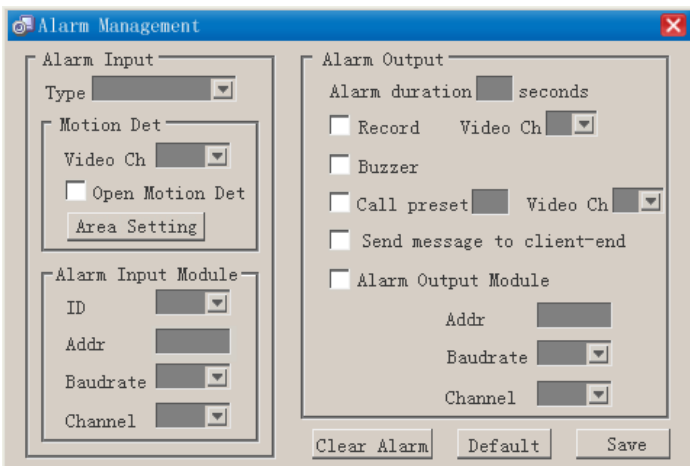 Alarm Management
Alarm Input
Type
Motion Det
Video Ch
Open Motion Det
Area Setting
Alarm Input Module
ID
Addr
Baudrate
Channel
Alarm Output
Alarm duration seconds
Record Video Ch
Buzzer
Call preset Video Ch
Send message to client-end
Alarm Output Module
Addr
Baudrate
Channel
Clear Alarm Default Save